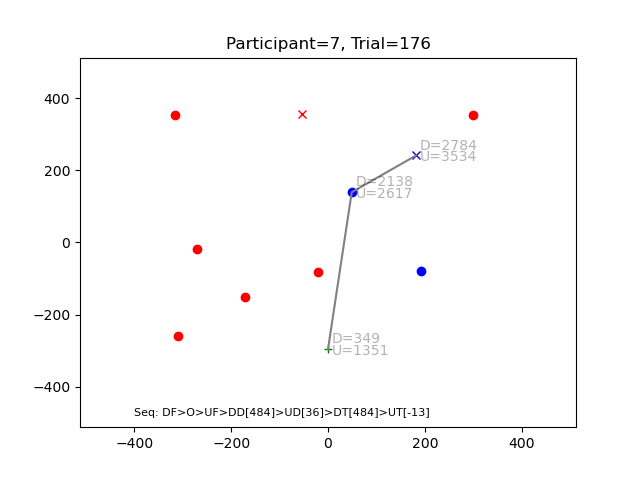 Participant=7, Trial=176
400
200
0
−200
−400
D=2784
U=3534
D=2138
U=2617
D=349
U=1351
Seq: DF>O>UF>DD[484]>UD[36]>DT[484]>UT[-13]
−400
−200
0
200
400